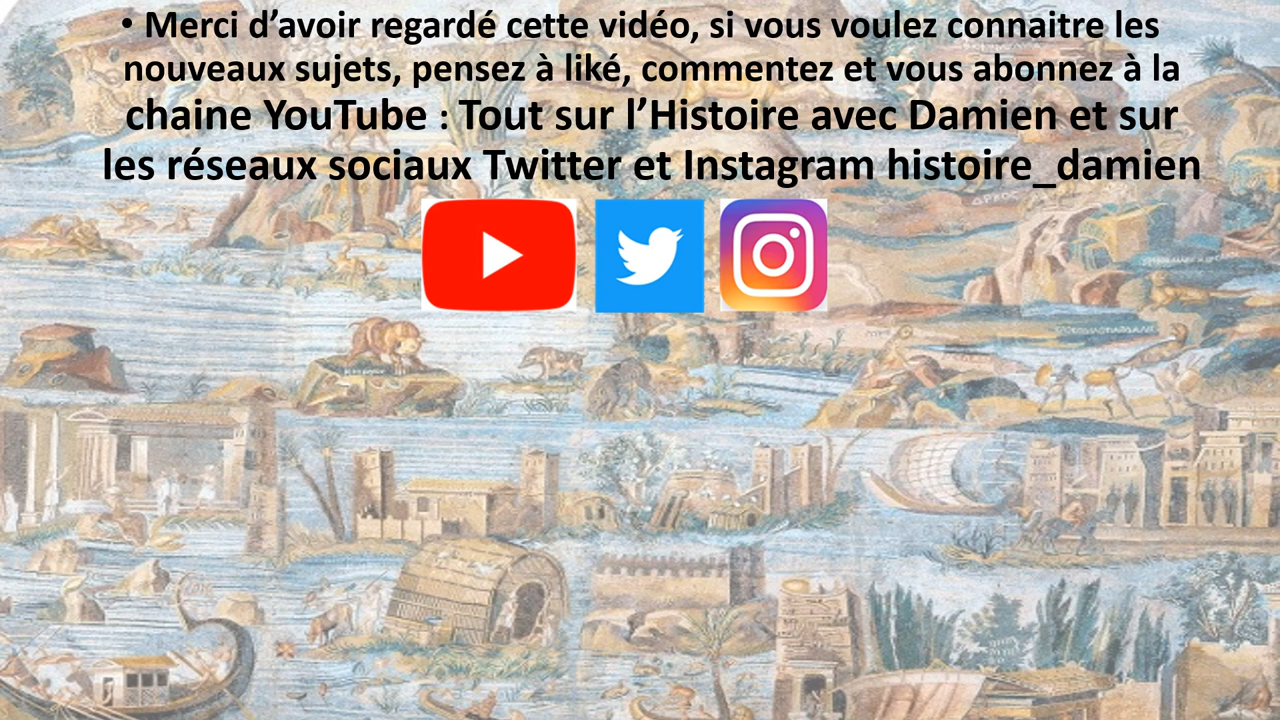 • Merci d’avoir regardé cette vidéo, si vous voulez connaitre les
nouveaux sujets, pensez à liké, commentez et vous abonnez à la
chaine YouTube : Tout sur l’Histoire avec Damien et sur
les réseaux sociaux Twitter et Instagram histoire_damien